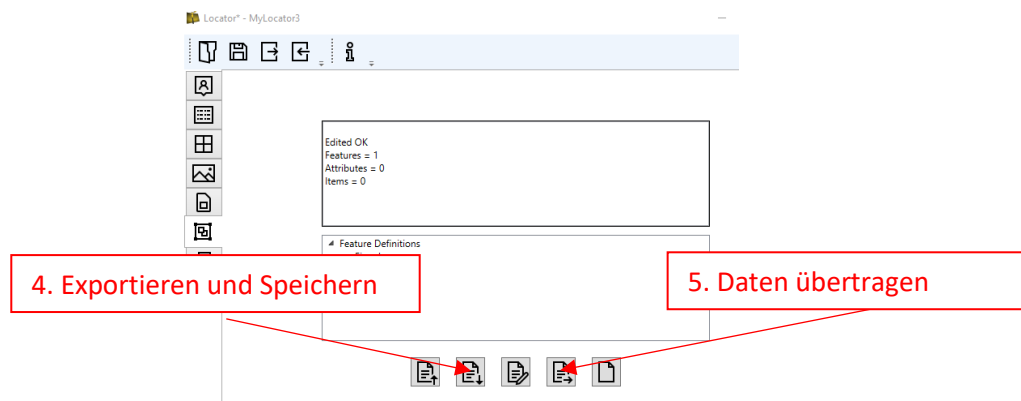 Locator* - MyLocator3
Edited OK
Features = 1
Attributes = 0
Items = 0
Feature Definitions
4. Exportieren und Speichern
5. Daten übertragen